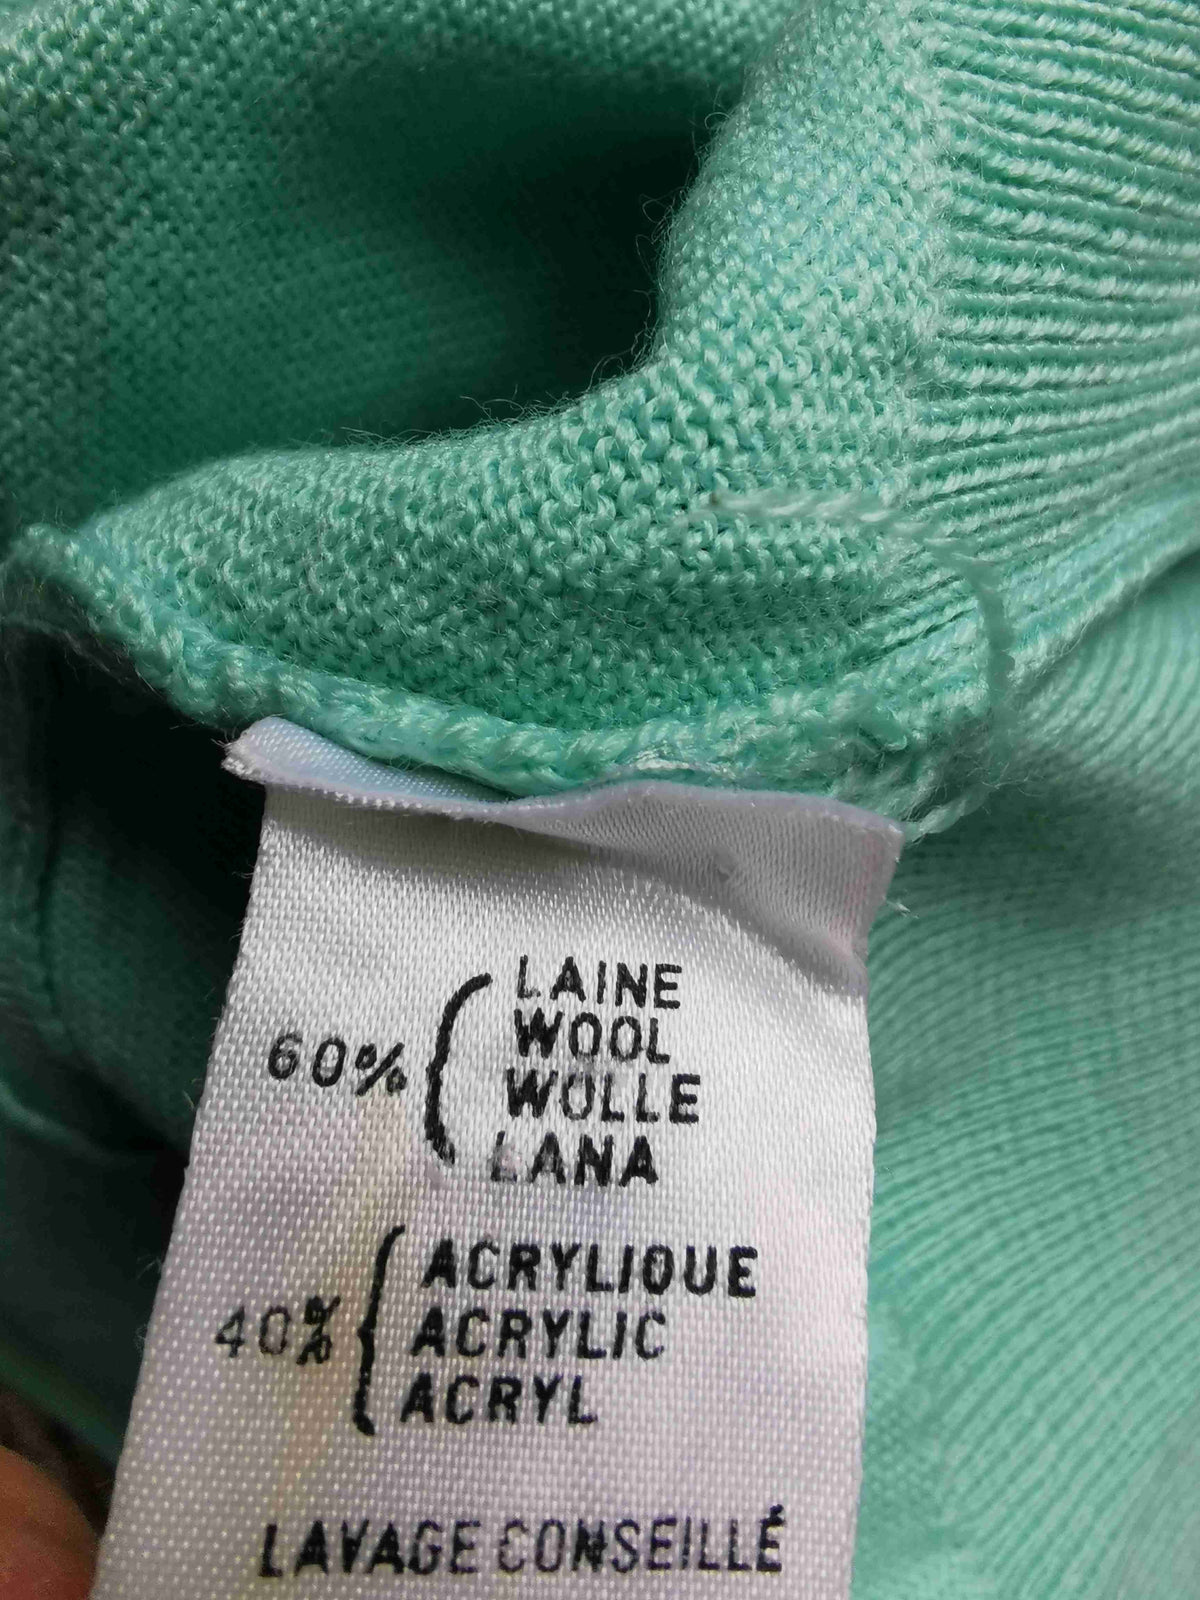 60%
LAINE
WOOL
WOLLE
LANA
40%
ACRYLIQUE
ACRYLIC
ACRYL
LAVAGE CONSEILLÉ